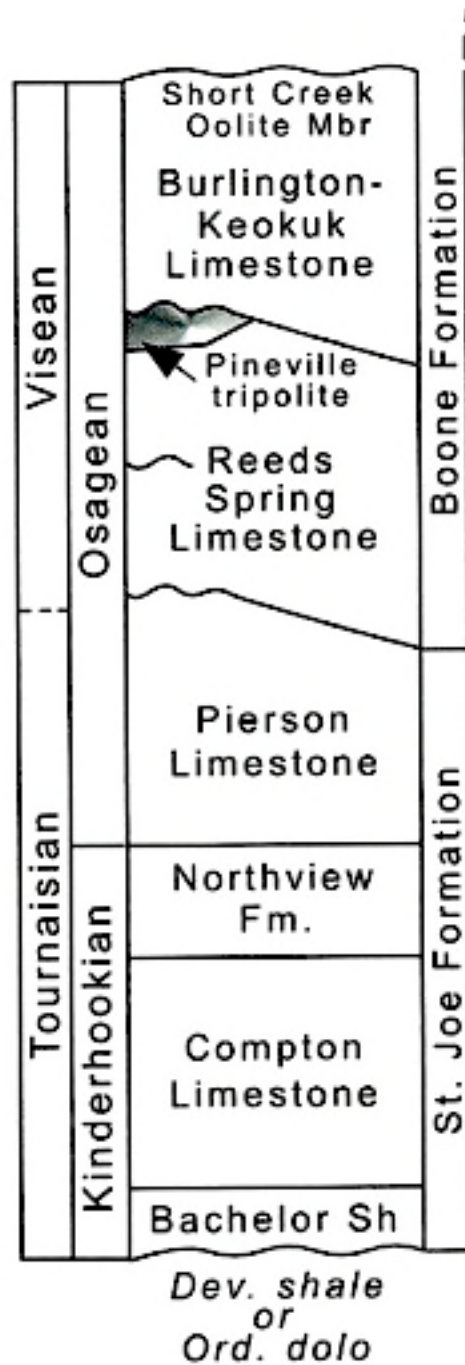 Visean
Tournaisian
Osagean
Kinderhookian
Short Creek
Oolite Mbr
Burlington-
Keokuk
Limestone
Pineville
tripolite
Reeds
Spring
Limestone
Pierson
Limestone
Northview
Fm.
Compton
Limestone
Bachelor Sh
Dev. shale
or
Ord. dolo
Boone Formation
St. Joe Formation